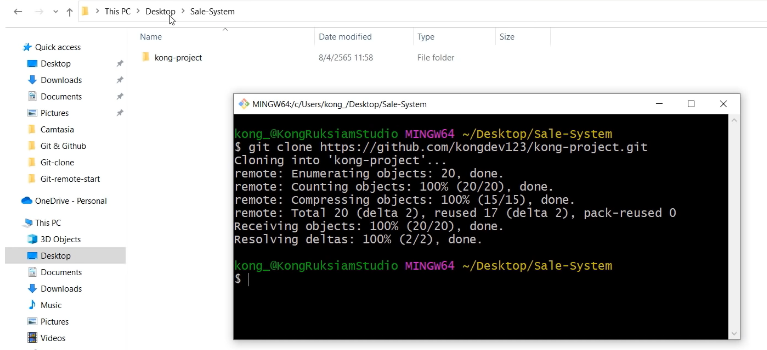 This PC > Desktop > Sale-System
Name Date modified Type Size
Quick access
kong-project 8/4/2565 11:58 File folder
Desktop
Downloads
Documents
Pictures
Camtasia
Git & Github
Git-clone
Git-remote-start
OneDrive - Personal
This PC
3D Objects
Desktop
Documents
Downloads
Music
Pictures
Videos
MINGW64:/c/Users/kong_/Desktop/Sale-System
kong_@KongRuksiamStudio MINGW64 ~/Desktop/Sale-System
$ git clone https://github.com/kongdev123/kong-project.git
Cloning into 'kong-project'...
remote: Enumerating objects: 20, done.
remote: Counting objects: 100% (20/20), done.
remote: Compressing objects: 100% (15/15), done.
remote: Total 20 (delta 2), reused 17 (delta 2), pack-reused 0
Receiving objects: 100% (20/20), done.
Resolving deltas: 100% (2/2), done.
kong_@KongRuksiamStudio MINGW64 ~/Desktop/Sale-System
$